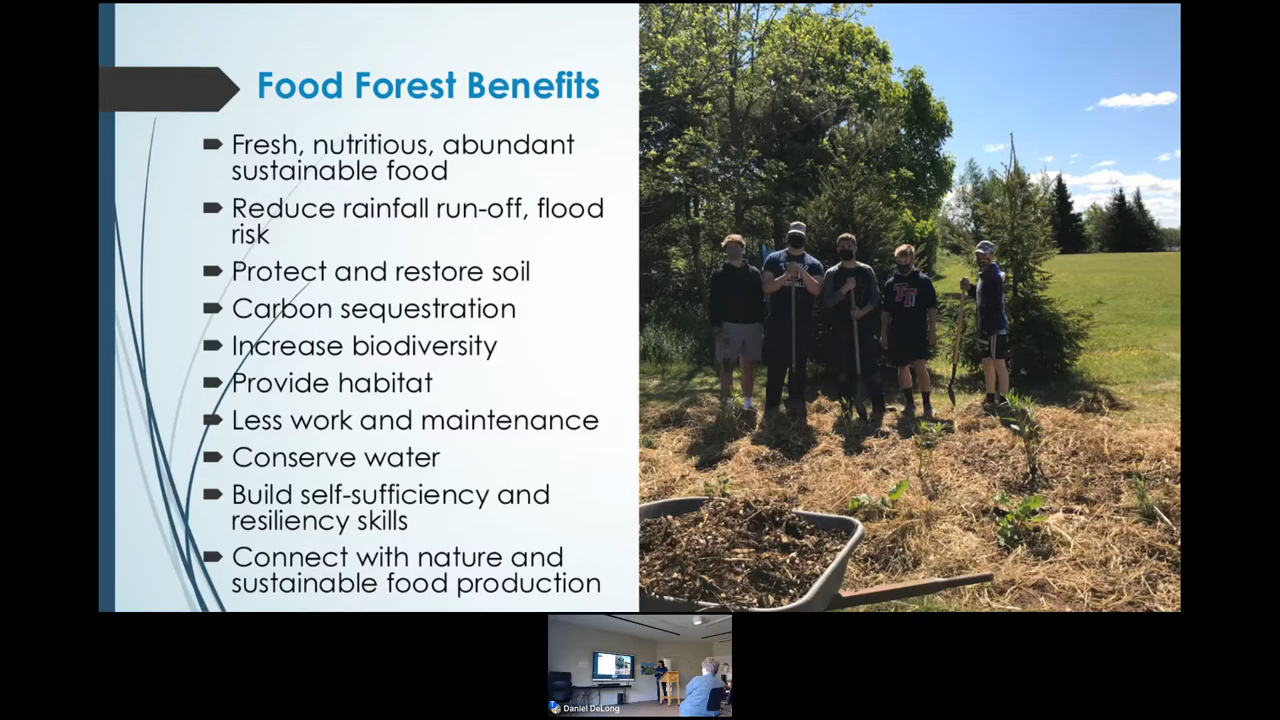 Food Forest Benefits
Fresh, nutritious, abundant
sustainable food
Reduce rainfall run-off, flood
risk
Protect and restore soil
Carbon sequestration
Increase biodiversity
Provide habitat
Less work and maintenance
Conserve water
Build self-sufficiency and
resiliency skills
Connect with nature and
sustainable food production
TT
Daniel DeLong